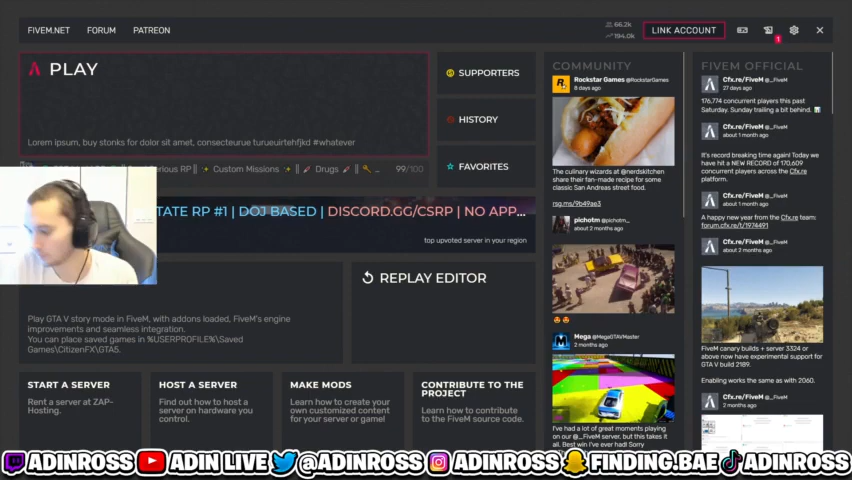 FIVEM.NET
FORUM
PATREON
66.2k
194.0k
LINK ACCOUNT
1
PLAY
Lorem ipsum, buy stonks for dolor sit amet, consecteurue turueuirtehfjkd #whatever
SUPPORTERS
HISTORY
FAVORITES
Serious RP || Custom Missions || Drugs || ...
99/100
TATE RP #1 | DOJ BASED | DISCORD.GG/CSRP | NO APP...
top upvoted server in your region
Play GTA V story mode in FiveM, with addons loaded, FiveM's engine
improvements and seamless integration.
You can place saved games in %USERPROFILE%\Saved
Games\CitizenFX\GTA5.
REPLAY EDITOR
START A SERVER
Rent a server at ZAP-
Hosting.
HOST A SERVER
Find out how to host a
server on hardware you
control.
MAKE MODS
Learn how to create your
own customized content
for your server or game!
CONTRIBUTE TO THE
PROJECT
Learn how to contribute
to the FiveM source code.
COMMUNITY
Rockstar Games @RockstarGames
8 days ago
The culinary wizards at @nerdskitchen
share their fan-made recipe for some
classic San Andreas street food.
rsg.ms/9b49ae3
pichotm @pichotm_
about 2 months ago
Mega @MegaGTAVMaster
2 months ago
I've had a lot of great moments playing
on our @_FiveM server, but this takes it
all. Best win I've ever had! Sorry
FIVEM OFFICIAL
Cfx.re/FiveM @_FiveM
27 days ago
176,774 concurrent players this past
Saturday. Sunday trailing a bit behind.
Cfx.re/FiveM @_FiveM
about 1 month ago
It's record breaking time again! Today we
have hit a NEW RECORD of 170,609
concurrent players across the Cfx.re
platform.
Cfx.re/FiveM @_FiveM
about 1 month ago
A happy new year from the Cfx.re team:
forum.cfx.re/t/1974491
Cfx.re/FiveM @_FiveM
about 2 months ago
FiveM canary builds + server 3324 or
above now have experimental support for
GTA V build 2189.
Enabling works the same as with 2060.
Cfx.re/FiveM @_FiveM
2 months ago
ADINROSS
ADIN LIVE
@ADINROSS
ADINROSS
FINDING.BAE
ADINROSS